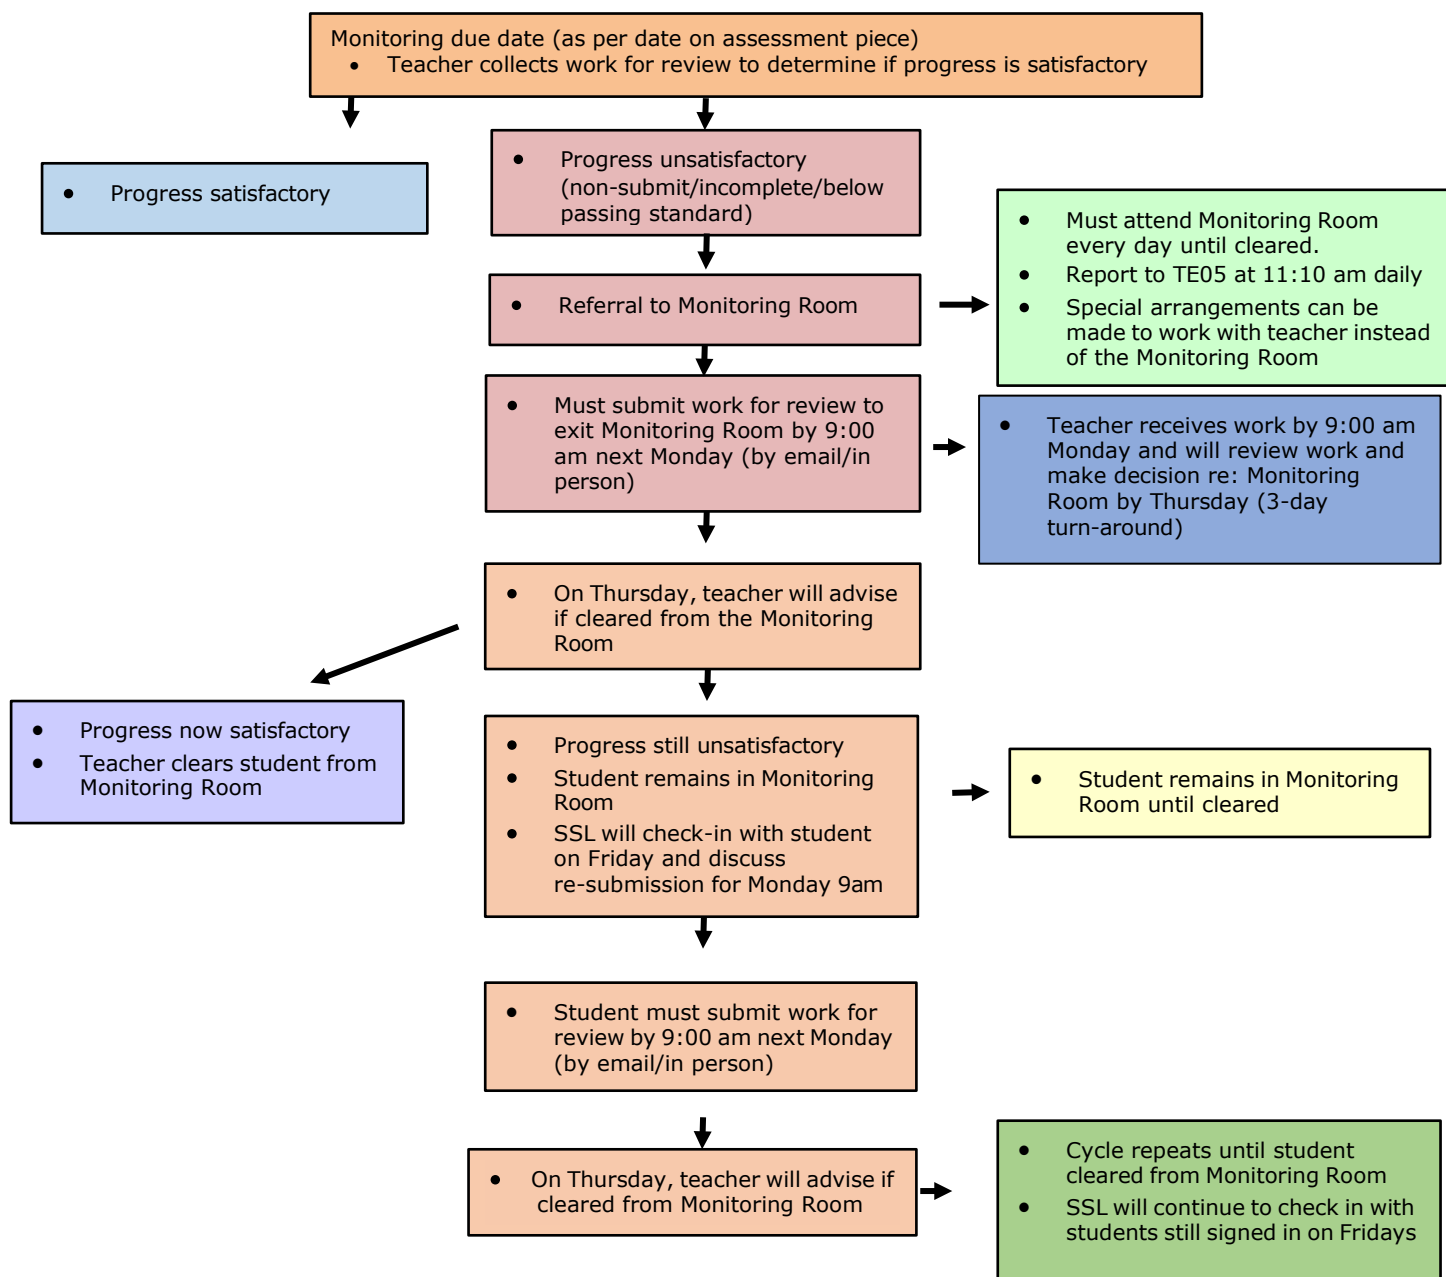 Monitoring due date (as per date on assessment piece)
• Teacher collects work for review to determine if progress is satisfactory
• Progress satisfactory
• Progress unsatisfactory
(non-submit/incomplete/below
passing standard)
• Referral to Monitoring Room
• Must attend Monitoring Room
every day until cleared.
• Report to TE05 at 11:10 am daily
• Special arrangements can be
made to work with teacher instead
of the Monitoring Room
• Must submit work for review to
exit Monitoring Room by 9:00
am next Monday (by email/in
person)
• Teacher receives work by 9:00 am
Monday and will review work and
make decision re: Monitoring
Room by Thursday (3-day
turn-around)
• On Thursday, teacher will advise
if cleared from the Monitoring
Room
• Progress now satisfactory
• Teacher clears student from
Monitoring Room
• Progress still unsatisfactory
• Student remains in Monitoring
Room
• SSL will check-in with student
on Friday and discuss
re-submission for Monday 9am
• Student remains in Monitoring
Room until cleared
• Student must submit work for
review by 9:00 am next Monday
(by email/in person)
• On Thursday, teacher will advise if
cleared from Monitoring Room
• Cycle repeats until student
cleared from Monitoring Room
• SSL will continue to check in with
students still signed in on Fridays